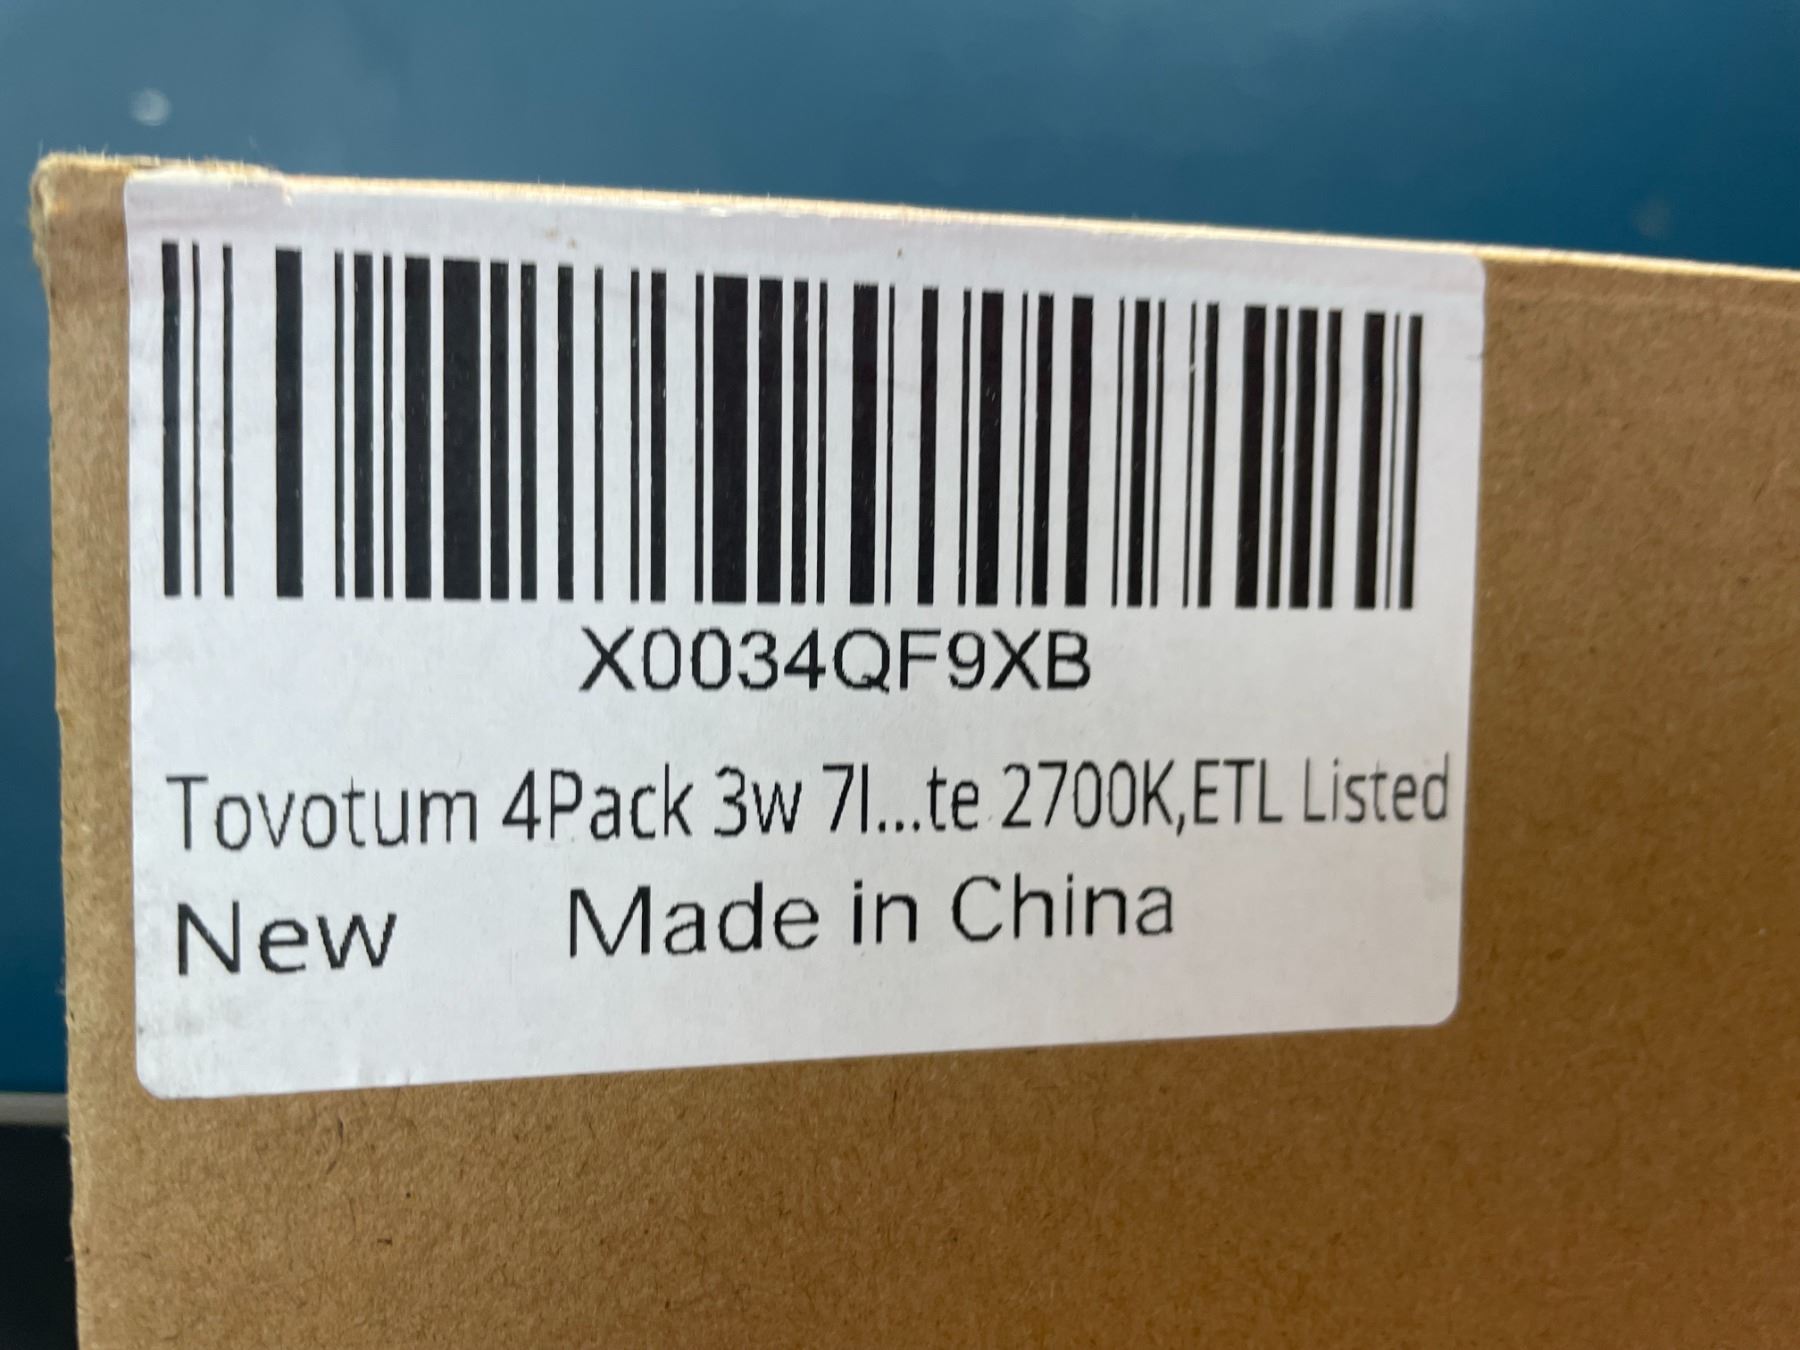 X0034QF9XB
Tovotum 4Pack 3w 7l...te 2700K,ETL Listed
New Made in China